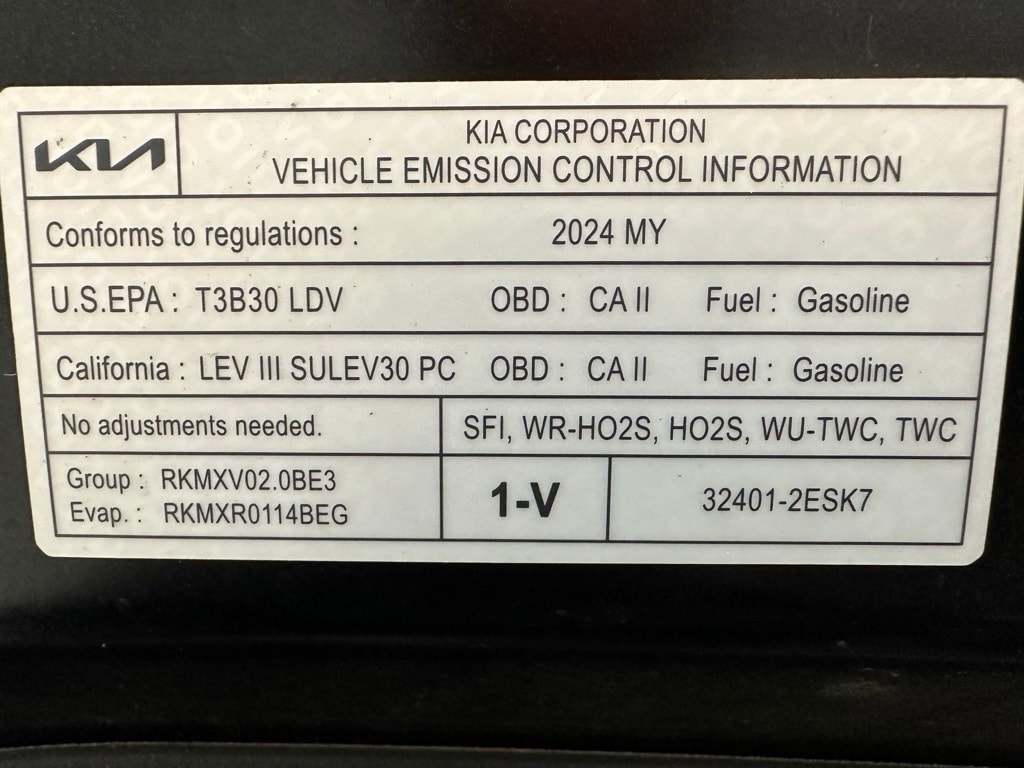 KIA
KIA CORPORATION
VEHICLE EMISSION CONTROL INFORMATION
Conforms to regulations : 2024 MY
U.S.EPA : T3B30 LDV OBD : CA II Fuel : Gasoline
California : LEV III SULEV30 PC OBD : CA II Fuel : Gasoline
No adjustments needed. SFI, WR-HO2S, HO2S, WU-TWC, TWC
Group : RKMXV02.0BE3
Evap. : RKMXR0114BEG
1-V
32401-2ESK7